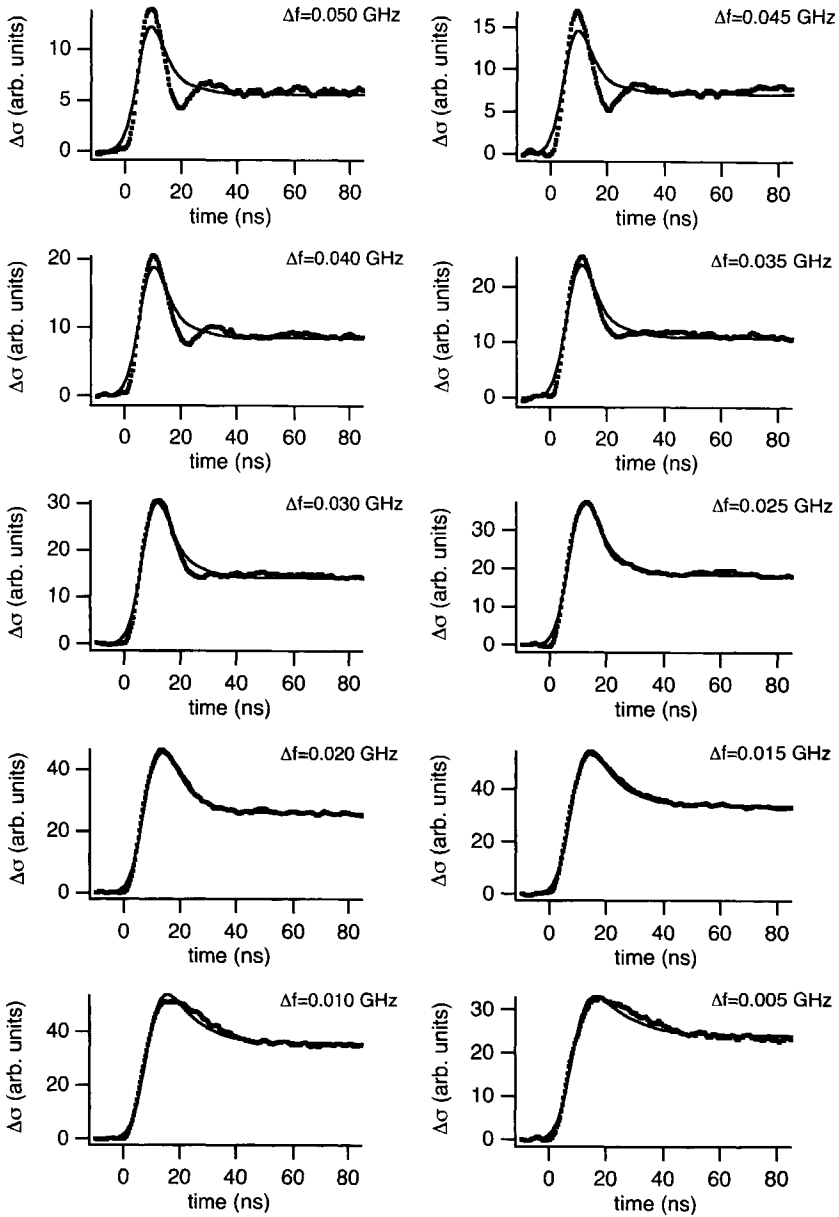 Δf=0.050 GHz
Δσ (arb. units)
10
5
0
0 20 40 60 80
time (ns)
Δf=0.045 GHz
Δσ (arb. units)
15
10
5
0
0 20 40 60 80
time (ns)
Δf=0.040 GHz
Δσ (arb. units)
20
10
0
0 20 40 60 80
time (ns)
Δf=0.035 GHz
Δσ (arb. units)
20
10
0
0 20 40 60 80
time (ns)
Δf=0.030 GHz
Δσ (arb. units)
30
20
10
0
0 20 40 60 80
time (ns)
Δf=0.025 GHz
Δσ (arb. units)
30
20
10
0
0 20 40 60 80
time (ns)
Δf=0.020 GHz
Δσ (arb. units)
40
20
0
0 20 40 60 80
time (ns)
Δf=0.015 GHz
Δσ (arb. units)
40
20
0
0 20 40 60 80
time (ns)
Δf=0.010 GHz
Δσ (arb. units)
40
20
0
0 20 40 60 80
time (ns)
Δf=0.005 GHz
Δσ (arb. units)
30
20
10
0
0 20 40 60 80
time (ns)